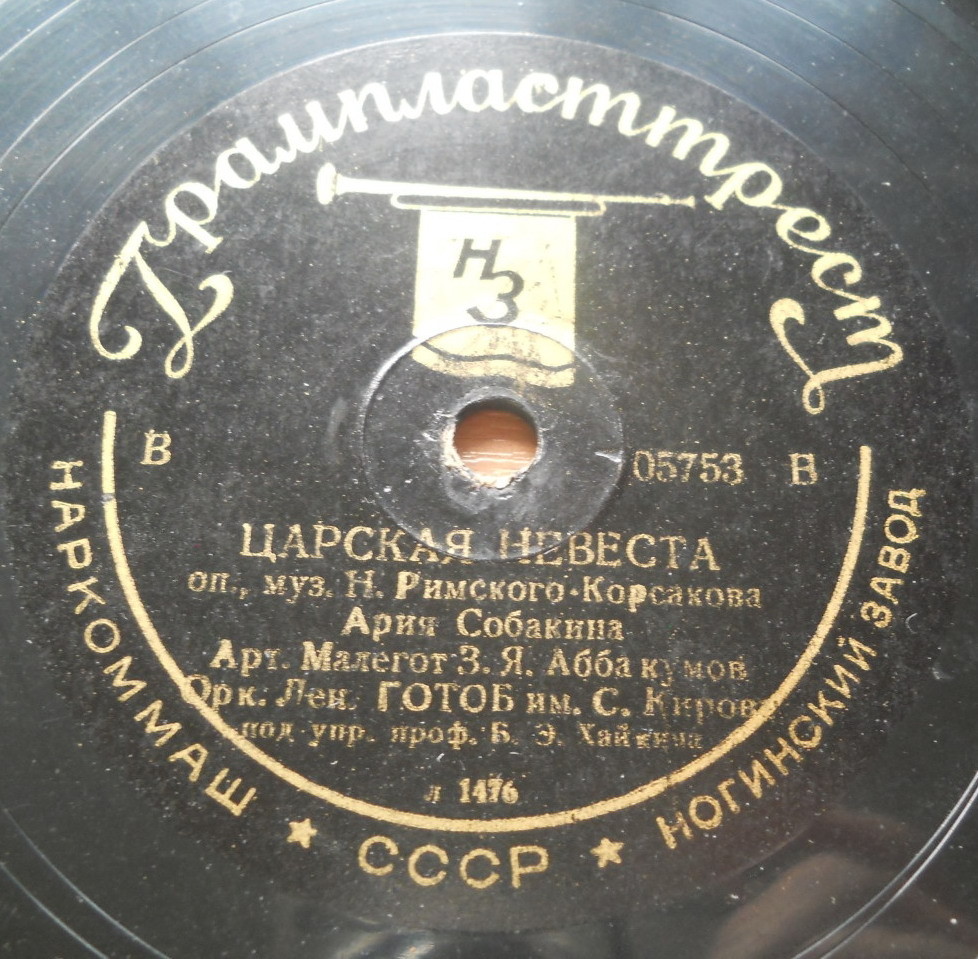 Грампласттрест
НЗ
В 05753 В
ЦАРСКАЯ НЕВЕСТА
оп., муз. Н. Римского-Корсакова
Ария Собакина
Арт. Малегот З. Я. Аббакумов
Орк. Лен. ГОТОБ им. С. Кирова
под упр. проф. Б. Э. Хайкина
л 1476
НАРКОММАШ ★ СССР ★ НОГИНСКИЙ ЗАВОД